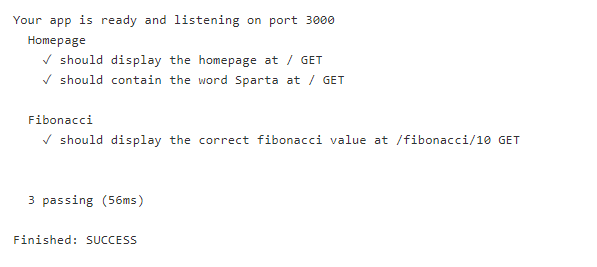 Your app is ready and listening on port 3000
Homepage
✓ should display the homepage at / GET
✓ should contain the word Sparta at / GET
Fibonacci
✓ should display the correct fibonacci value at /fibonacci/10 GET
3 passing (56ms)
Finished: SUCCESS